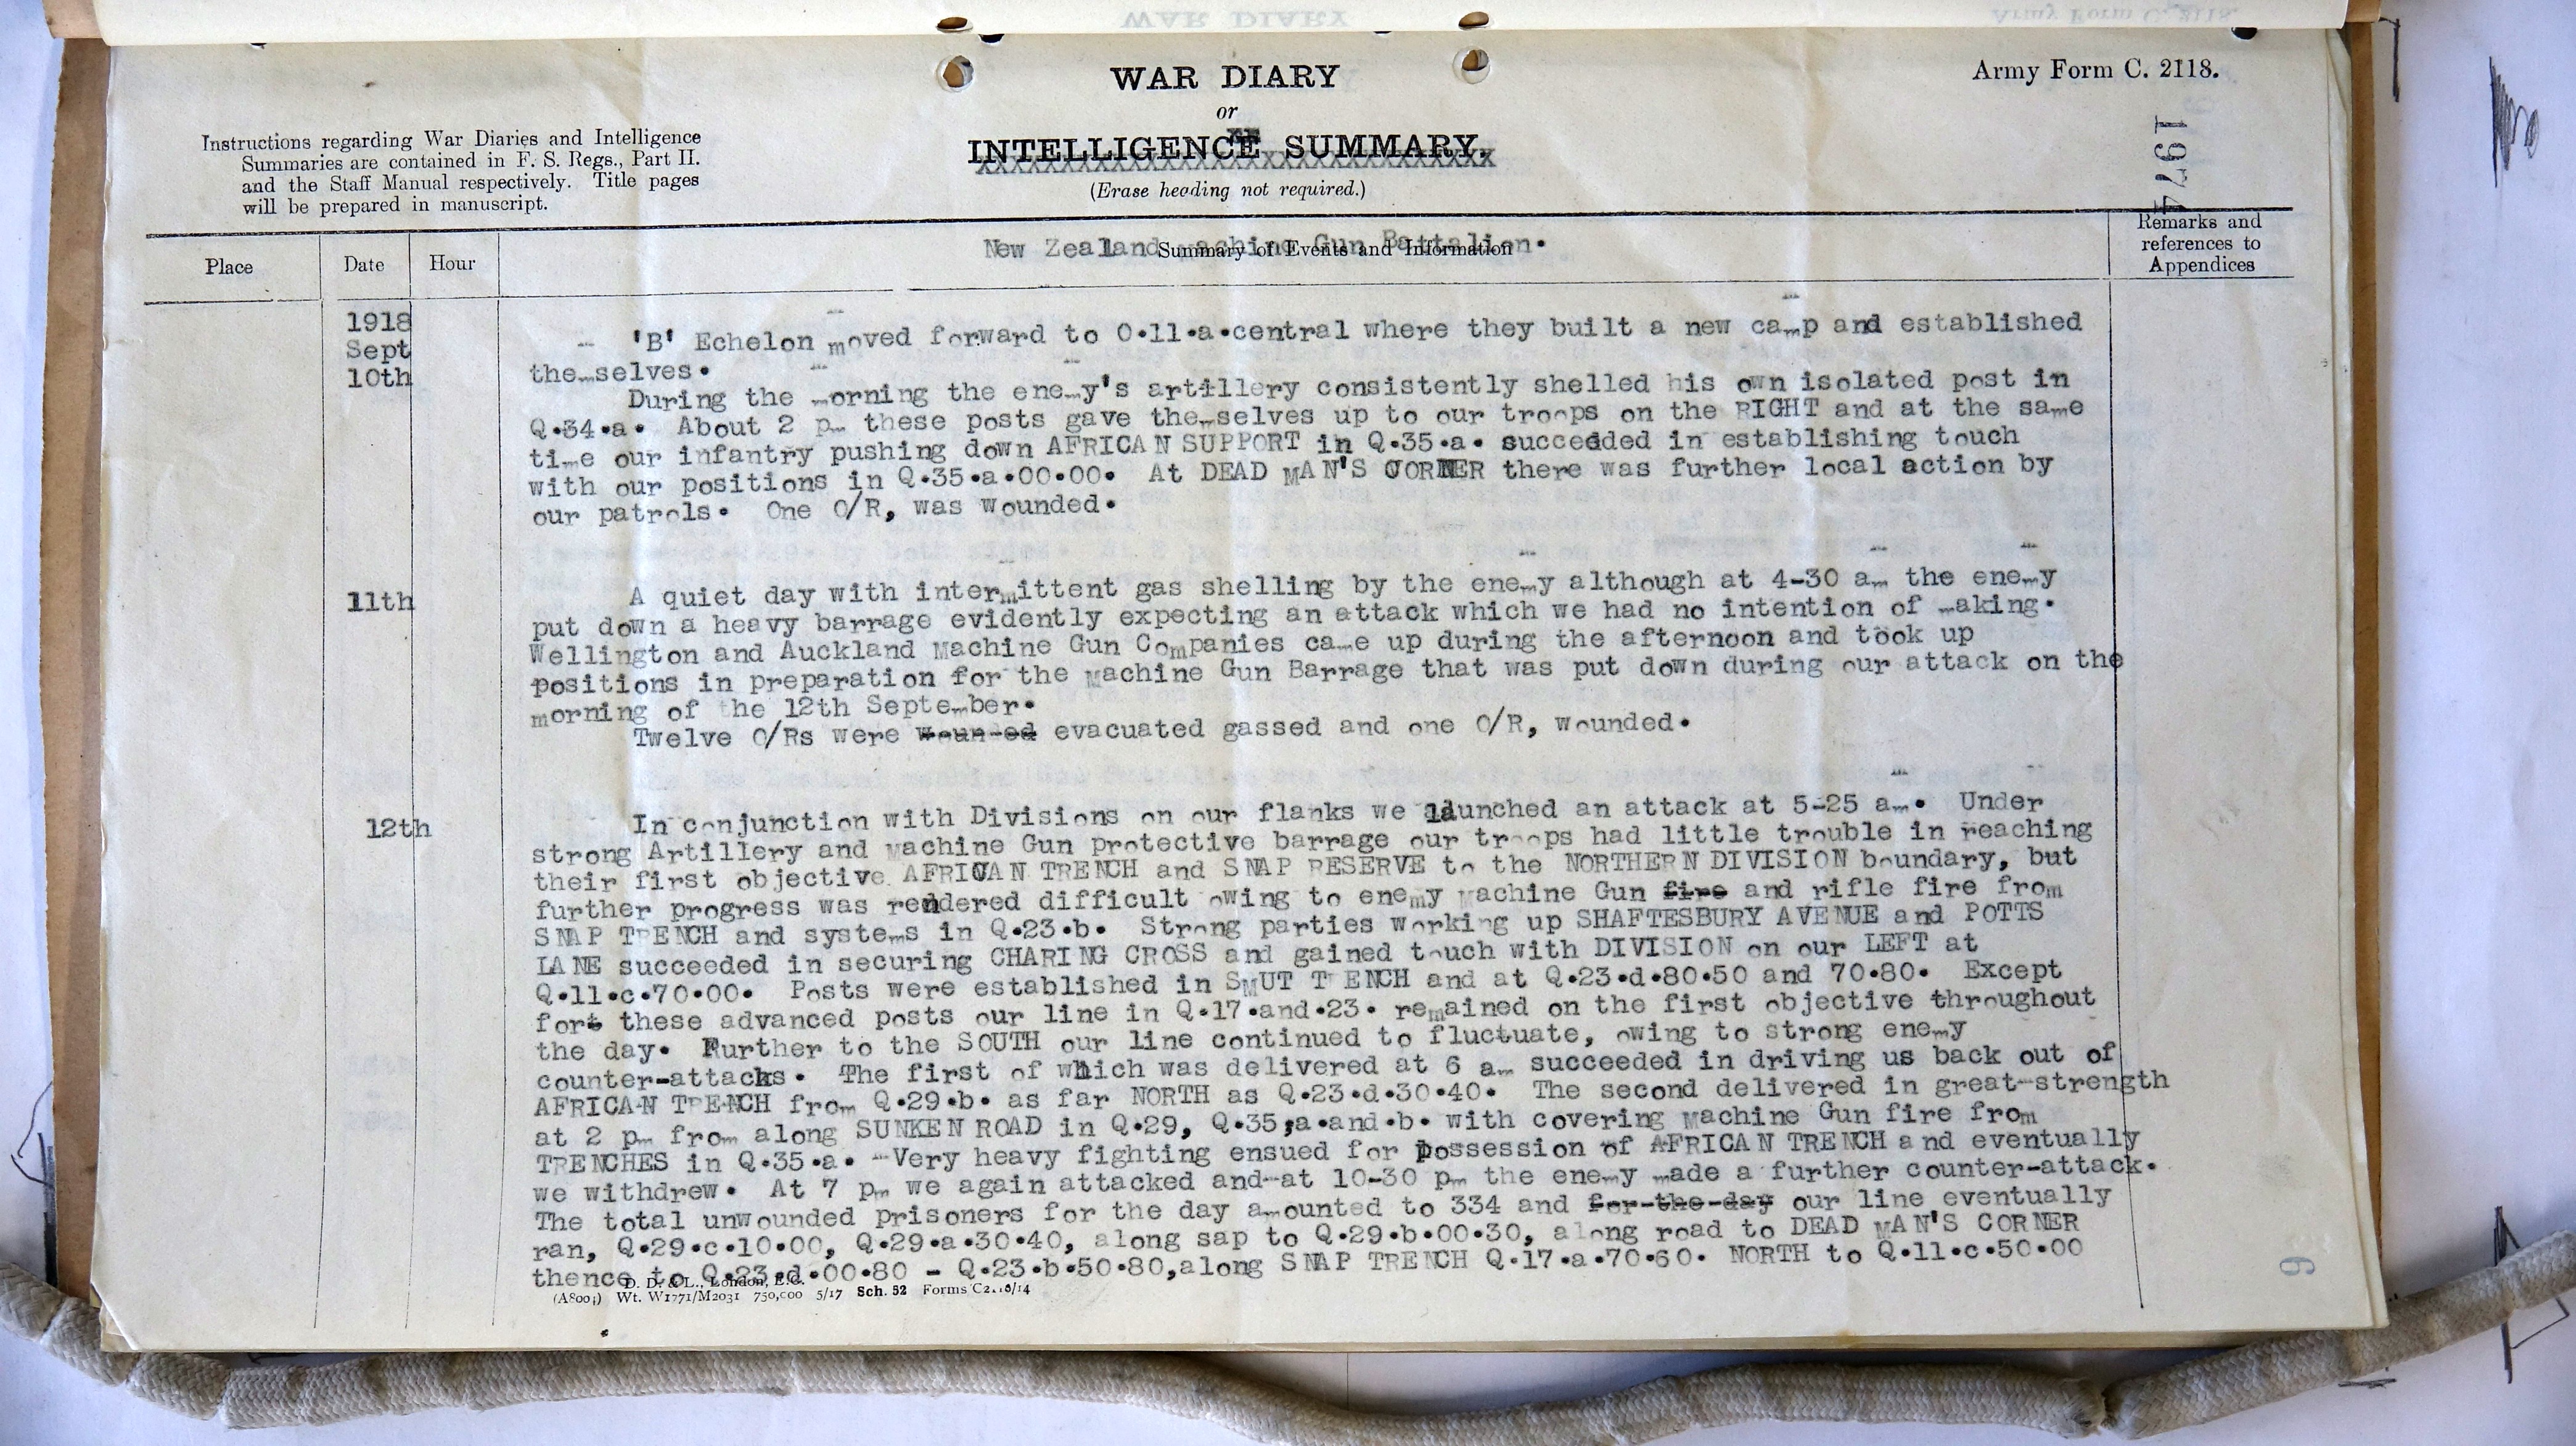 WAR DIARY
Army Form C. 2118.
or
INTELLIGENCE SUMMARY.
(Erase heading not required.)
Instructions regarding War Diaries and Intelligence
Summaries are contained in F. S. Regs., Part II.
and the Staff Manual respectively. Title pages
will be prepared in manuscript.
Place
Date
Hour
Summary of Events and Information
New Zealand Machine Gun Battalion.
Remarks and
references to
Appendices
1918
Sept
10th
'B' Echelon moved forward to O.11.a.central where they built a new camp and established
themselves.
During the morning the enemy's artillery consistently shelled his own isolated post in
Q.34.a. About 2 pm these posts gave themselves up to our troops on the RIGHT and at the same
time our infantry pushing down AFRICAN SUPPORT in Q.35.a. succedded in establishing touch
with our positions in Q.35.a.00.00. At DEAD MAN'S CORNER there was further local action by
our patrols. One O/R, was wounded.
11th
A quiet day with intermittent gas shelling by the enemy although at 4-30 am the enemy
put down a heavy barrage evidently expecting an attack which we had no intention of making.
Wellington and Auckland Machine Gun Companies came up during the afternoon and took up
positions in preparation for the Machine Gun Barrage that was put down during our attack on the
morning of the 12th September.
Twelve O/Rs were wounded evacuated gassed and one O/R, wounded.
12th
In conjunction with Divisions on our flanks we launched an attack at 5-25 am. Under
strong Artillery and Machine Gun protective barrage our troops had little trouble in reaching
their first objective AFRICAN TRENCH and SNAP RESERVE to the NORTHERN DIVISION boundary, but
further progress was rendered difficult owing to enemy Machine Gun fire and rifle fire from
SNAP TRENCH and systems in Q.23.b. Strong parties working up SHAFTESBURY AVENUE and POTTS
LANE succeeded in securing CHARING CROSS and gained touch with DIVISION on our LEFT at
Q.11.c.70.00. Posts were established in SMUT TRENCH and at Q.23.d.80.50 and 70.80. Except
fort these advanced posts our line in Q.17.and.23. remained on the first objective throughout
the day. Further to the SOUTH our line continued to fluctuate, owing to strong enemy
counter-attacks. The first of which was delivered at 6 am succeeded in driving us back out of
AFRICAN TRENCH from Q.29.b. as far NORTH as Q.23.d.30.40. The second delivered in great strength
at 2 pm from along SUNKEN ROAD in Q.29, Q.35,a.and.b. with covering Machine Gun fire from
TRENCHES in Q.35.a. Very heavy fighting ensued for possession of AFRICAN TRENCH and eventually
we withdrew. At 7 pm we again attacked and at 10-30 pm the enemy made a further counter-attack.
The total unwounded prisoners for the day amounted to 334 and for the day our line eventually
ran, Q.29.c.10.00, Q.29.a.30.40, along sap to Q.29.b.00.30, along road to DEAD MAN'S CORNER
thence to Q.23.d.00.80 - Q.23.b.50.80,along SNAP TRENCH Q.17.a.70.60. NORTH to Q.11.c.50.00
D. D. & L., London, E.C.
Wt. W1771/M2031 750,000 5/17 Sch. 52 Forms